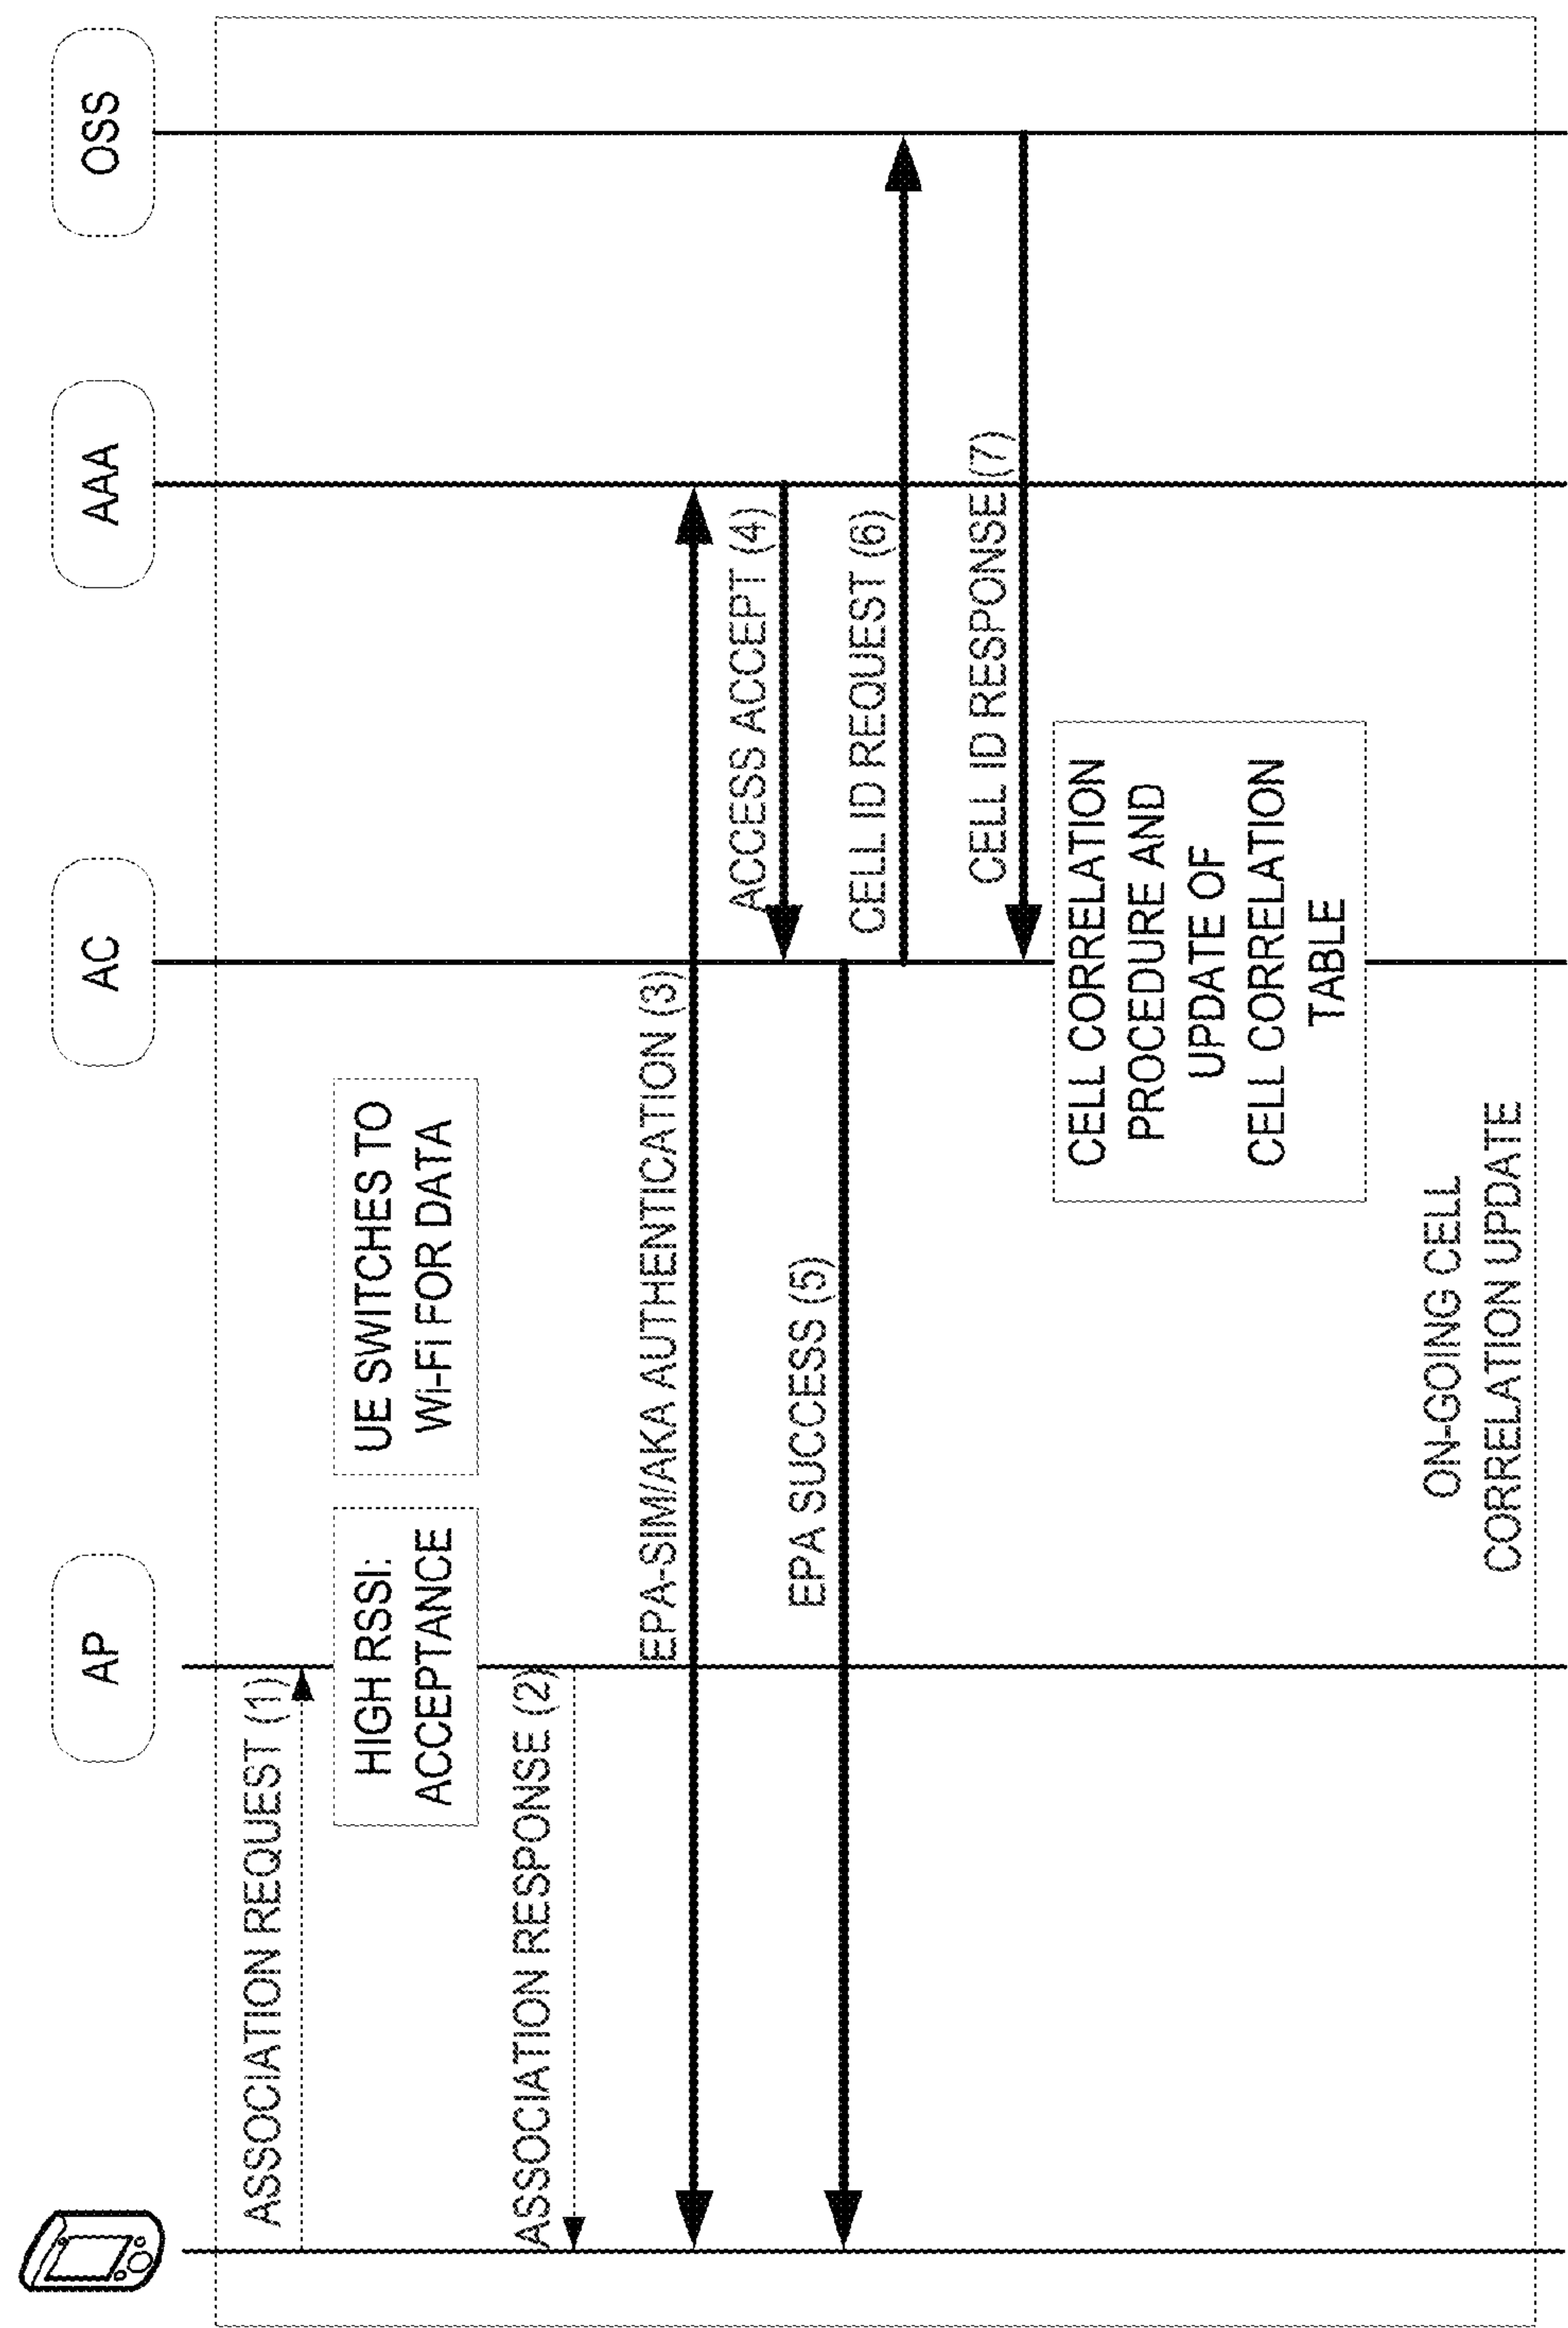 AP
AC
AAA
OSS
ASSOCIATION REQUEST (1)
HIGH RSSI:
ACCEPTANCE
UE SWITCHES TO
Wi-Fi FOR DATA
ASSOCIATION RESPONSE (2)
EPA-SIM/AKA AUTHENTICATION (3)
ACCESS ACCEPT (4)
EPA SUCCESS (5)
CELL ID REQUEST (6)
CELL ID RESPONSE (7)
CELL CORRELATION
PROCEDURE AND
UPDATE OF
CELL CORRELATION
TABLE
ON-GOING CELL
CORRELATION UPDATE